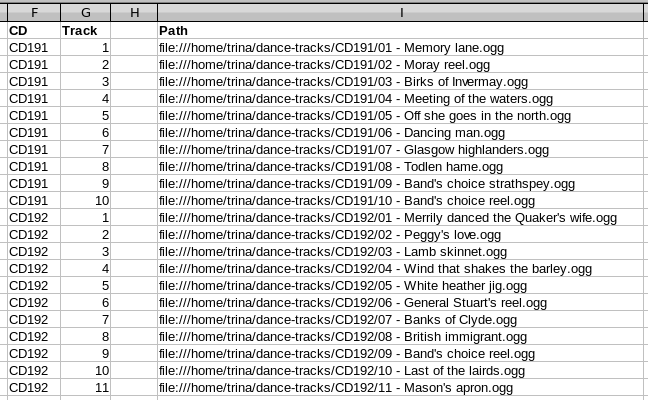 F G H I
CD Track Path
CD191 1 file:///home/trina/dance-tracks/CD191/01 - Memory lane.ogg
CD191 2 file:///home/trina/dance-tracks/CD191/02 - Moray reel.ogg
CD191 3 file:///home/trina/dance-tracks/CD191/03 - Birks of Invermay.ogg
CD191 4 file:///home/trina/dance-tracks/CD191/04 - Meeting of the waters.ogg
CD191 5 file:///home/trina/dance-tracks/CD191/05 - Off she goes in the north.ogg
CD191 6 file:///home/trina/dance-tracks/CD191/06 - Dancing man.ogg
CD191 7 file:///home/trina/dance-tracks/CD191/07 - Glasgow highlanders.ogg
CD191 8 file:///home/trina/dance-tracks/CD191/08 - Todlen hame.ogg
CD191 9 file:///home/trina/dance-tracks/CD191/09 - Band's choice strathspey.ogg
CD191 10 file:///home/trina/dance-tracks/CD191/10 - Band's choice reel.ogg
CD192 1 file:///home/trina/dance-tracks/CD192/01 - Merrily danced the Quaker's wife.ogg
CD192 2 file:///home/trina/dance-tracks/CD192/02 - Peggy's love.ogg
CD192 3 file:///home/trina/dance-tracks/CD192/03 - Lamb skinnet.ogg
CD192 4 file:///home/trina/dance-tracks/CD192/04 - Wind that shakes the barley.ogg
CD192 5 file:///home/trina/dance-tracks/CD192/05 - White heather jig.ogg
CD192 6 file:///home/trina/dance-tracks/CD192/06 - General Stuart's reel.ogg
CD192 7 file:///home/trina/dance-tracks/CD192/07 - Banks of Clyde.ogg
CD192 8 file:///home/trina/dance-tracks/CD192/08 - British immigrant.ogg
CD192 9 file:///home/trina/dance-tracks/CD192/09 - Band's choice reel.ogg
CD192 10 file:///home/trina/dance-tracks/CD192/10 - Last of the lairds.ogg
CD192 11 file:///home/trina/dance-tracks/CD192/11 - Mason's apron.ogg